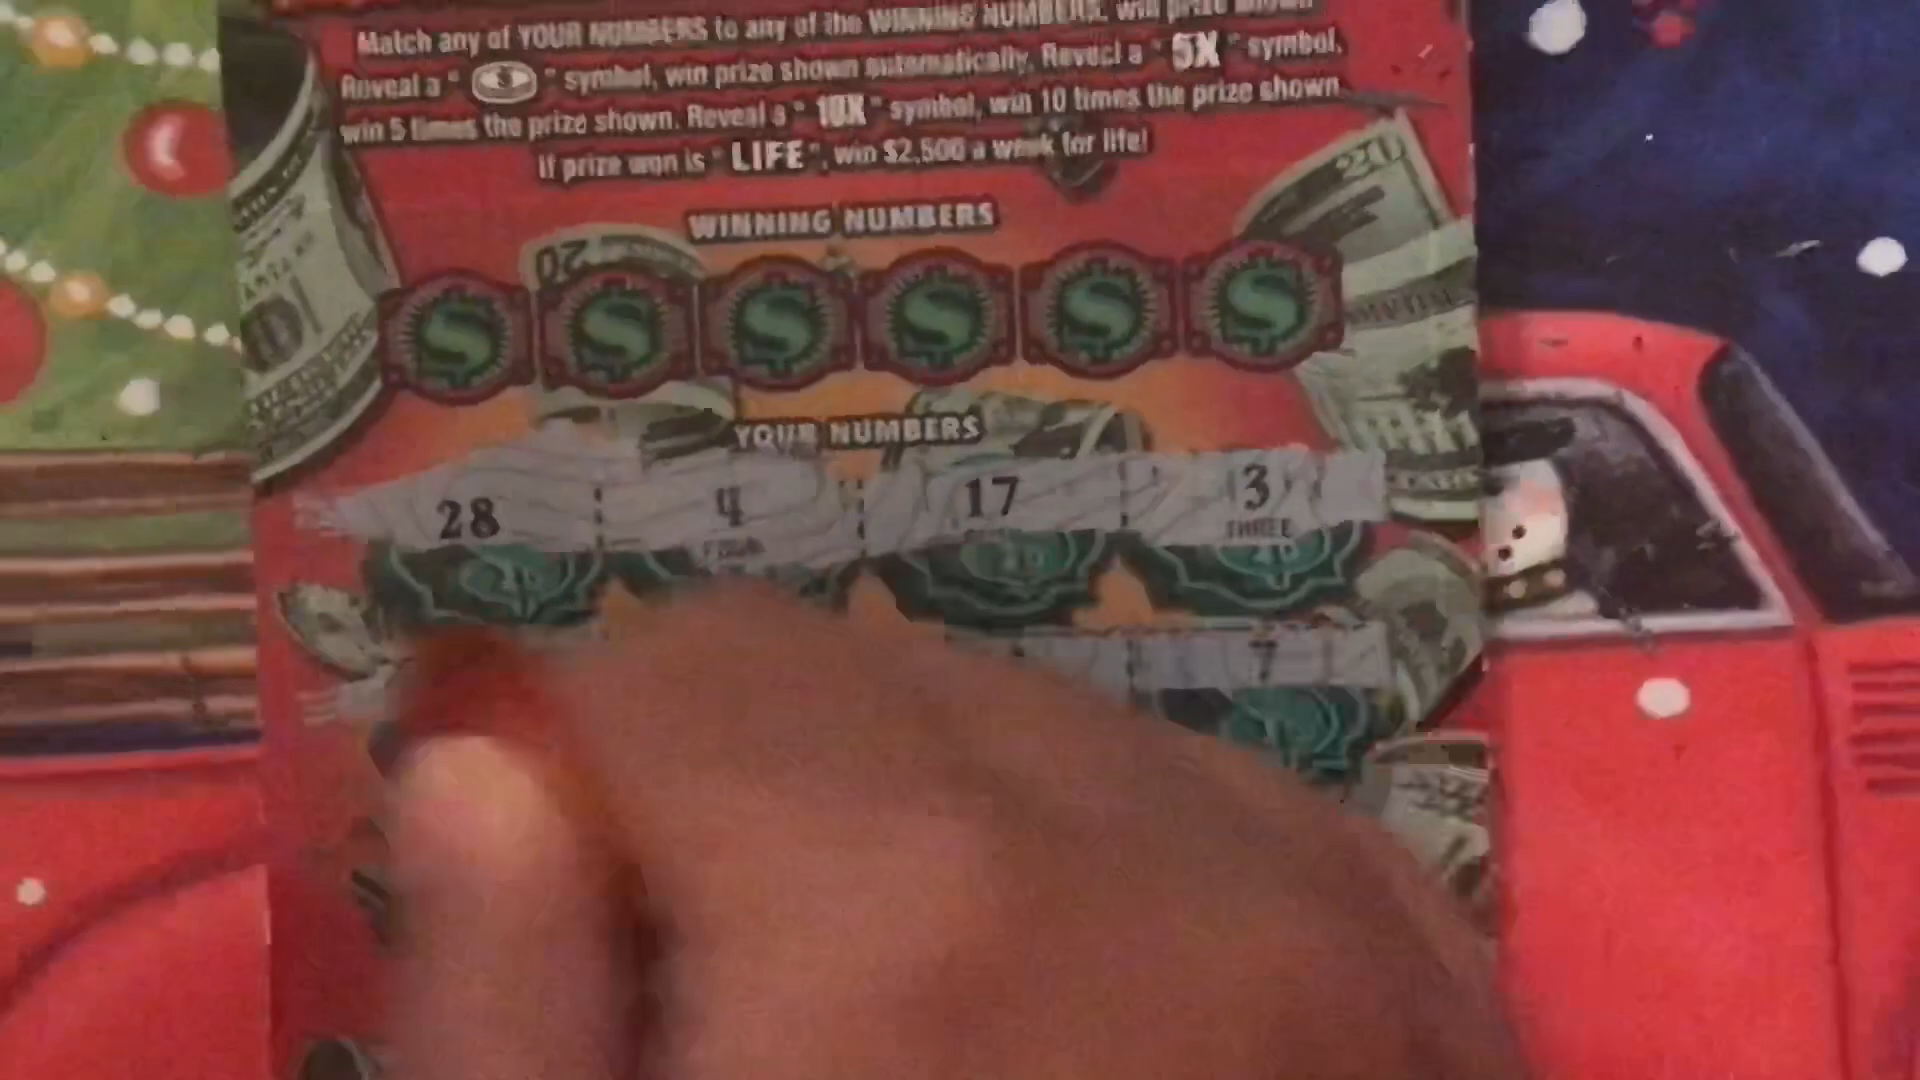 Match any of YOUR NUMBERS to any of the WINNING NUMBERS, win prize shown.
Reveal a " " symbol, win prize shown automatically. Reveal a " 5X " symbol,
win 5 times the prize shown. Reveal a " 10X " symbol, win 10 times the prize shown.
If prize won is " LIFE ", win $2,500 a week for life!
WINNING NUMBERS
20
20
$ $ $ $ $ $
YOUR NUMBERS
28 4 17 3
THREE
7